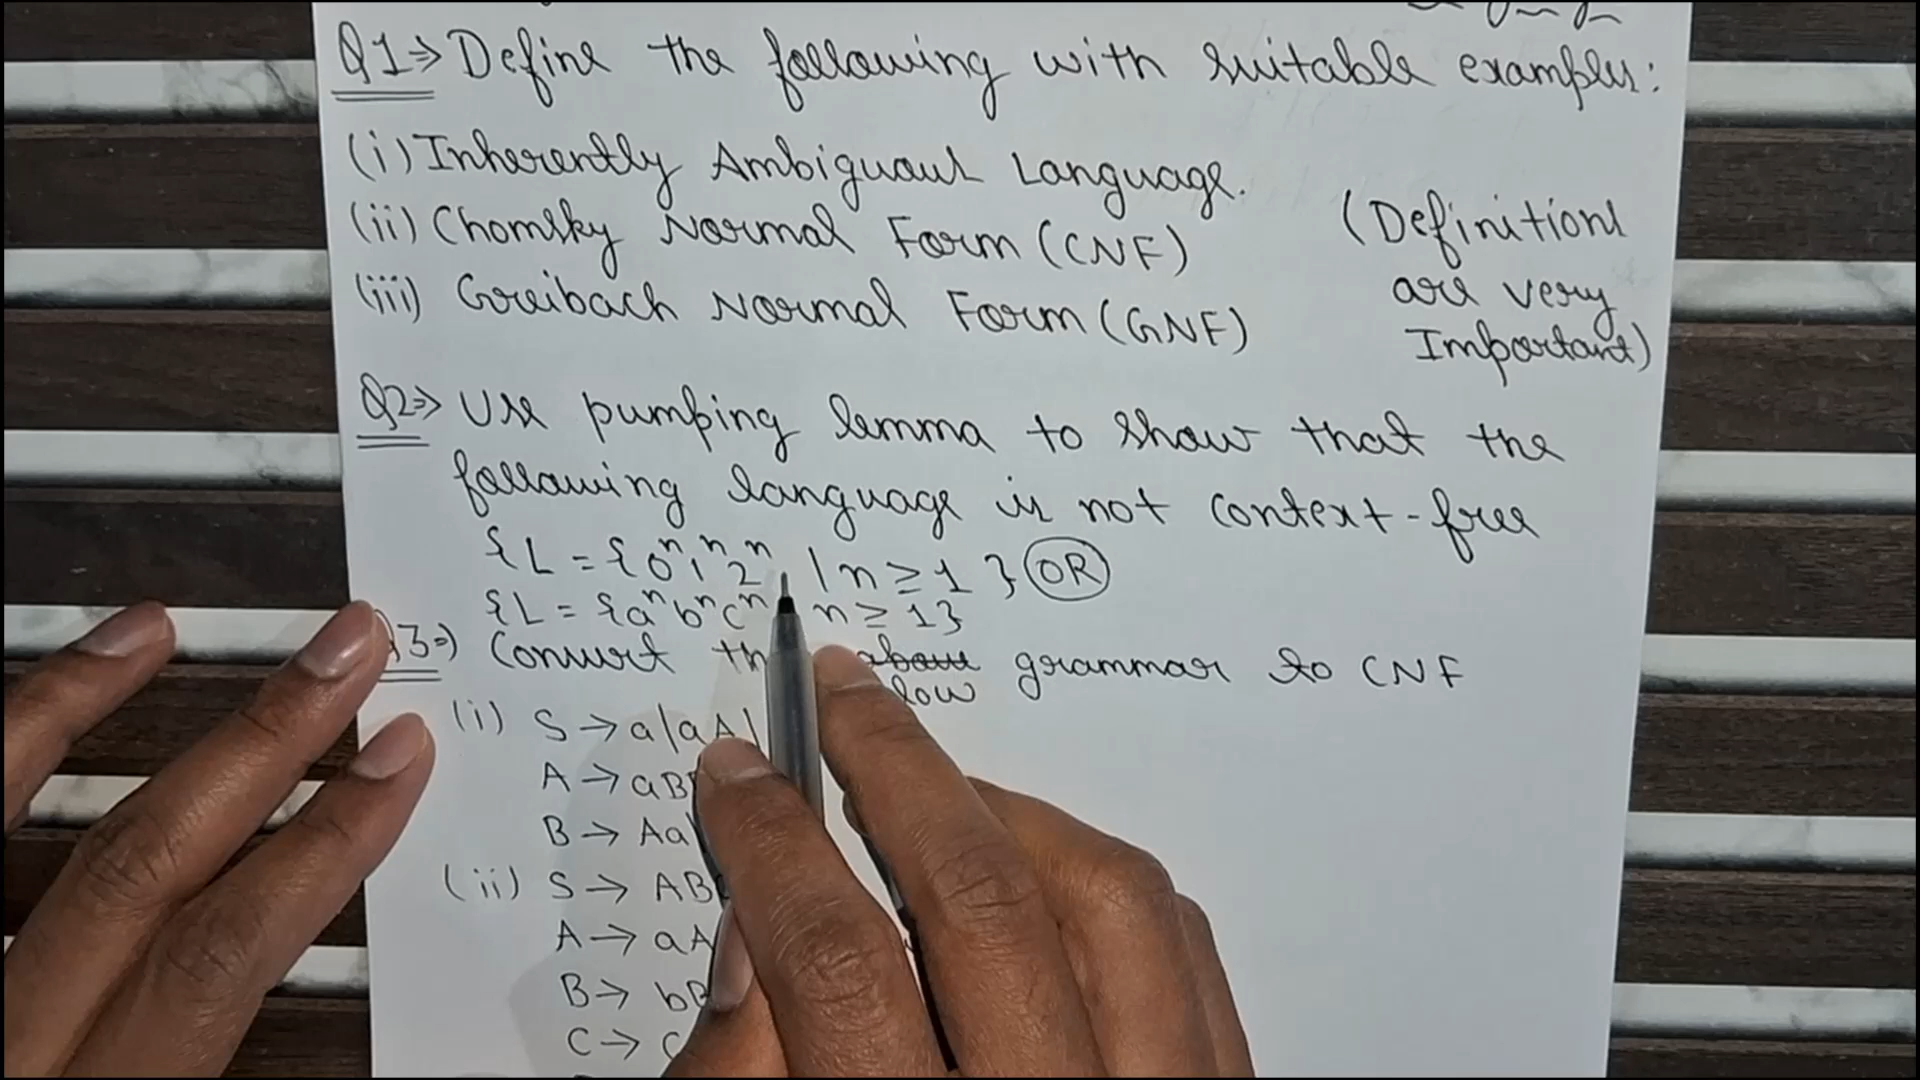 Q1⇒ Define the following with suitable examples:
(i) Inherently Ambiguous Language.
(ii) Chomsky Normal Form (CNF)
(iii) Greibach Normal Form (GNF)
(Definitions
are very
Important)
Q2⇒ Use pumping lemma to show that the
following language is not context-free
{L = {0ⁿ1ⁿ2ⁿ | n ≥ 1 } OR
{L = {aⁿbⁿcⁿ n ≥ 1}
Q3⇒ Convert grammar to CNF
(i) S → a|aA|
A → aB
B → Aa
(ii) S → AB
A → aA
B → bB
C →